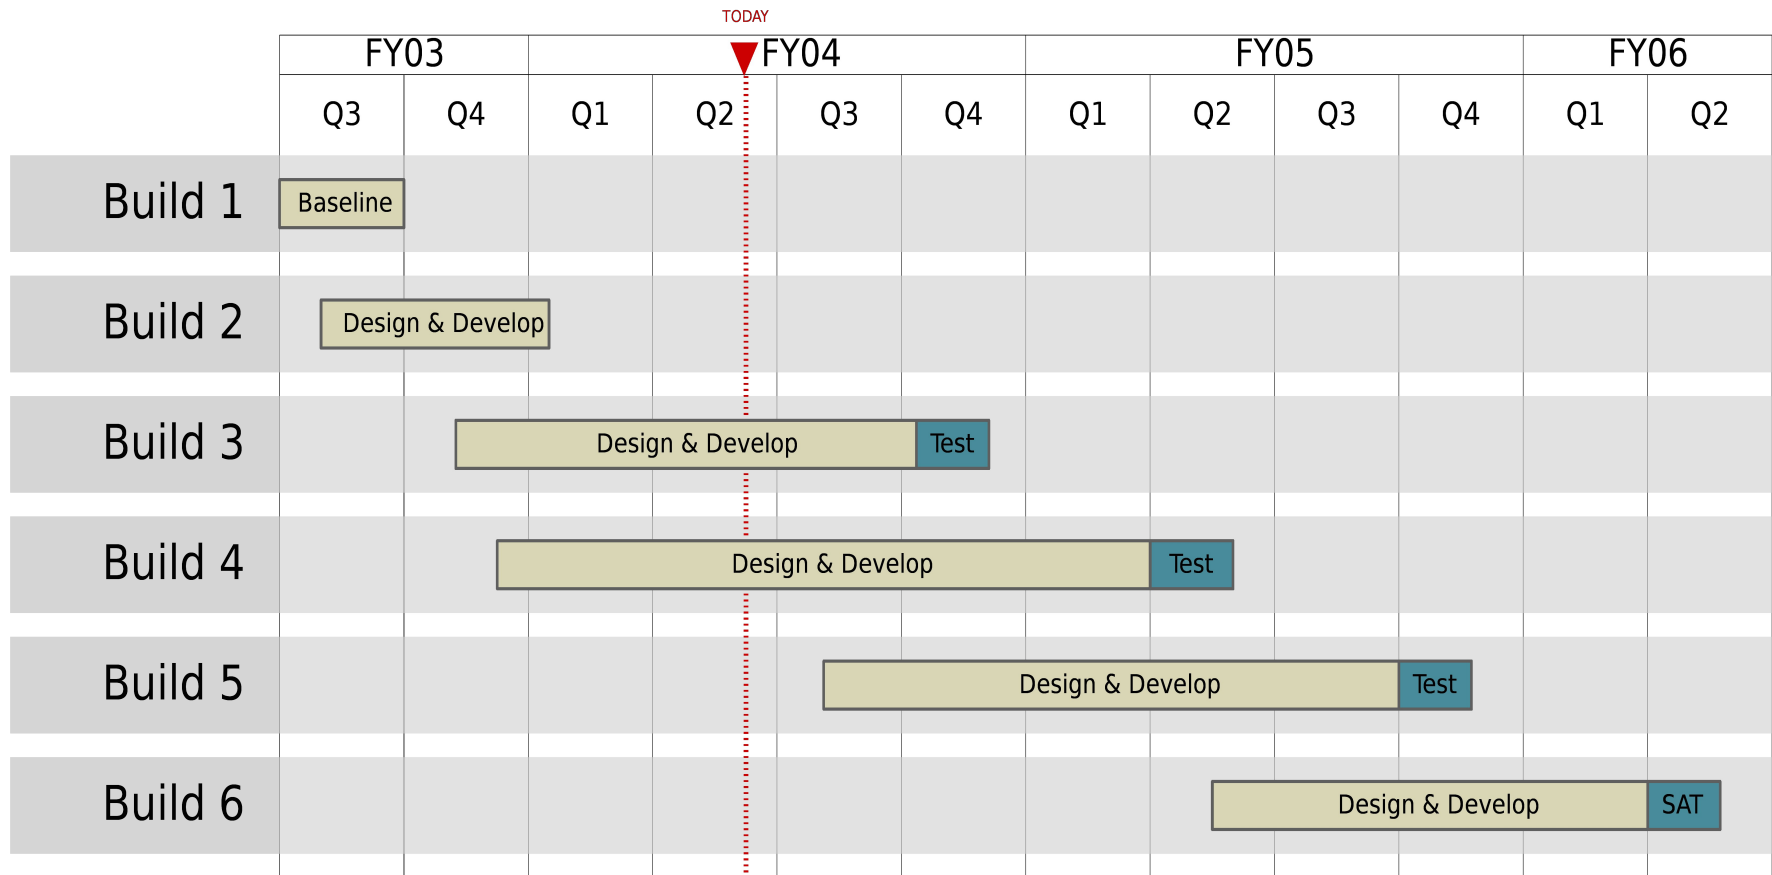 TODAY
FY03 FY04 FY05 FY06
Q3 Q4 Q1 Q2 Q3 Q4 Q1 Q2 Q3 Q4 Q1 Q2
Build 1 Baseline
Build 2 Design & Develop
Build 3 Design & Develop Test
Build 4 Design & Develop Test
Build 5 Design & Develop Test
Build 6 Design & Develop SAT